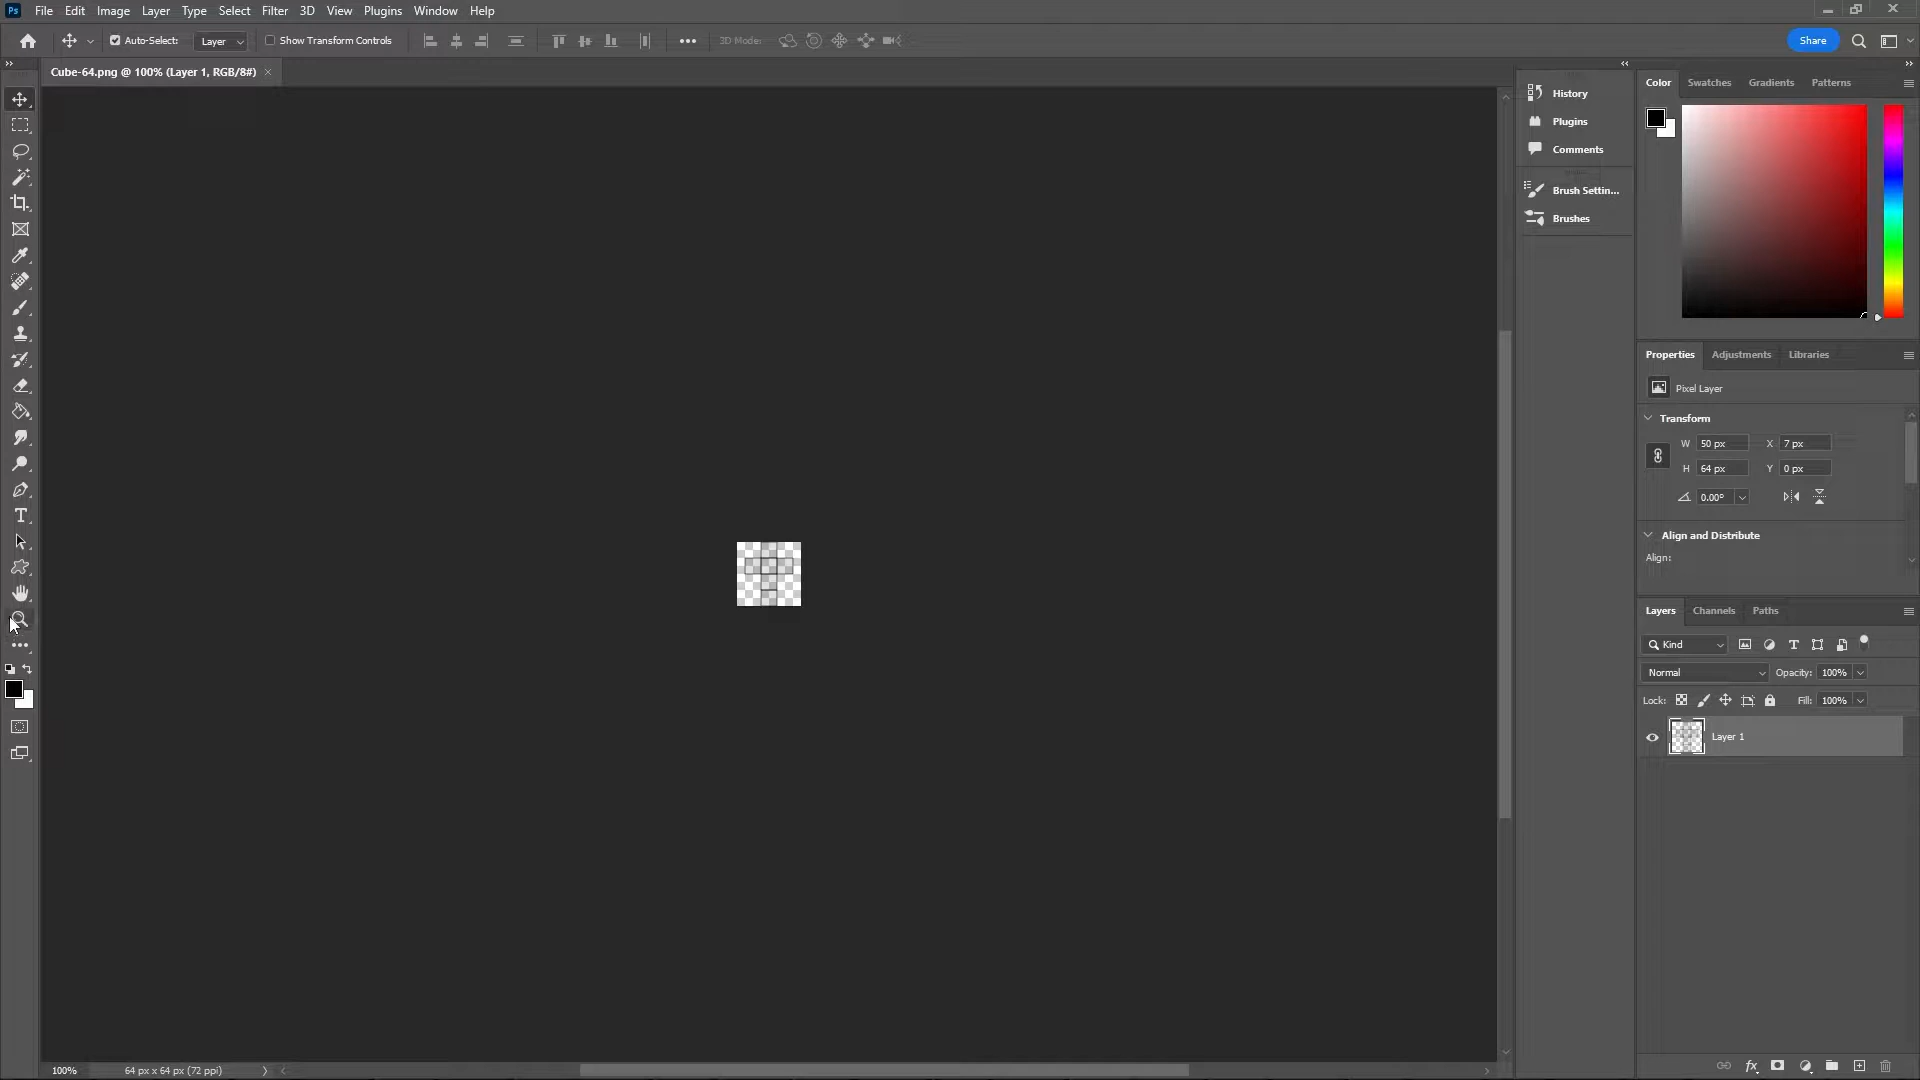 Ps File Edit Image Layer Type Select Filter 3D View Plugins Window Help
Auto-Select: Layer Show Transform Controls 3D Mode: Share
Cube-64.png @ 100% (Layer 1, RGB/8#)
History
Plugins
Comments
Brush Settin...
Brushes
Color Swatches Gradients Patterns
Properties Adjustments Libraries
Pixel Layer
Transform
W 50 px X 7 px
H 64 px Y 0 px
0.00°
Align and Distribute
Align:
Layers Channels Paths
Kind
Normal Opacity: 100%
Lock: Fill: 100%
Layer 1
fx
100% 64 px x 64 px (72 ppi)